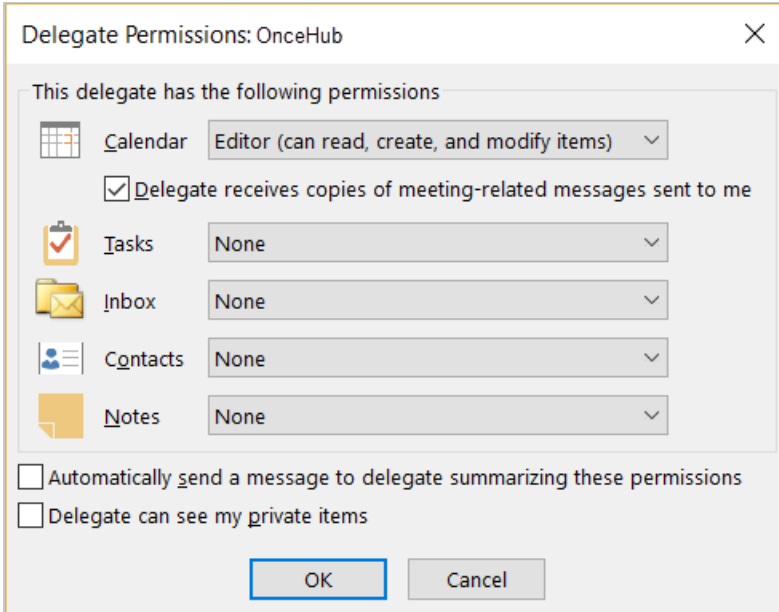 Delegate Permissions: OnceHub
This delegate has the following permissions
Calendar Editor (can read, create, and modify items)
Delegate receives copies of meeting-related messages sent to me
Tasks None
Inbox None
Contacts None
Notes None
Automatically send a message to delegate summarizing these permissions
Delegate can see my private items
OK Cancel